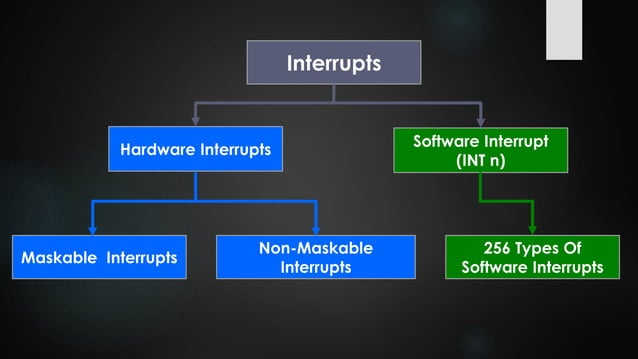 Interrupts
Hardware Interrupts
Software Interrupt
(INT n)
Maskable Interrupts
Non-Maskable
Interrupts
256 Types Of
Software Interrupts